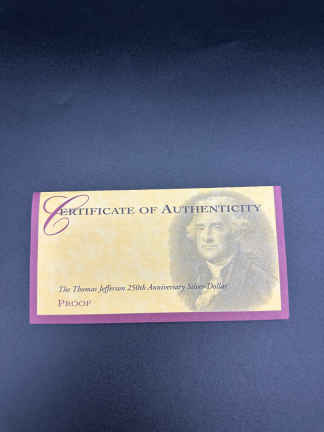 CERTIFICATE OF AUTHENTICITY
The Thomas Jefferson 250th Anniversary Silver Dollar
PROOF